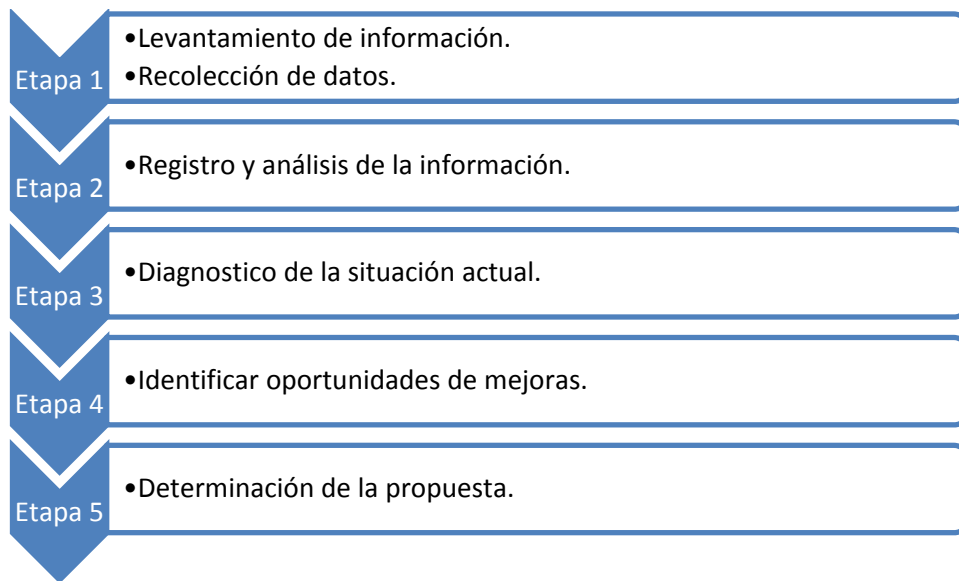 Etapa 1
•Levantamiento de información.
•Recolección de datos.
Etapa 2
•Registro y análisis de la información.
Etapa 3
•Diagnostico de la situación actual.
Etapa 4
•Identificar oportunidades de mejoras.
Etapa 5
•Determinación de la propuesta.